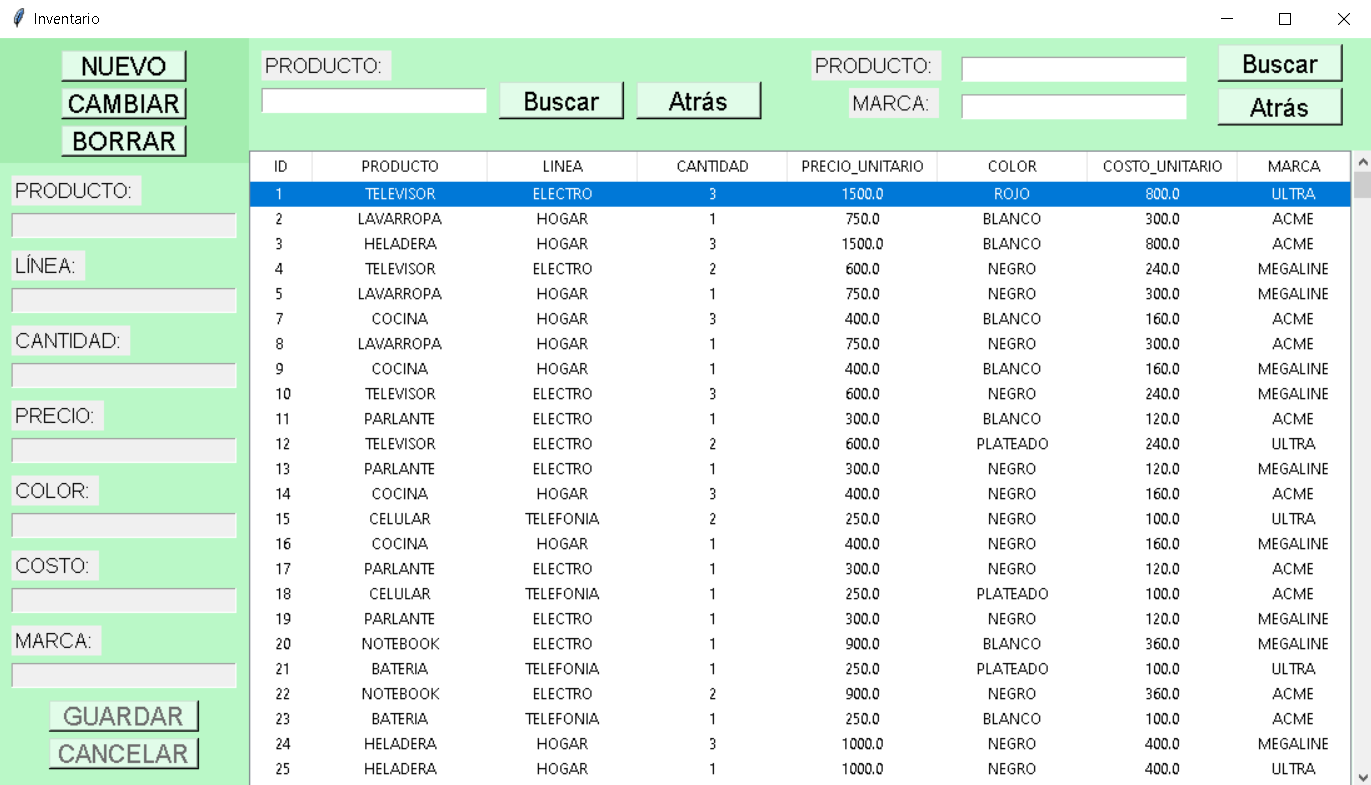 Inventario
NUEVO
CAMBIAR
BORRAR
PRODUCTO:
Buscar Atrás
PRODUCTO: Buscar
MARCA: Atrás
PRODUCTO:
LÍNEA:
CANTIDAD:
PRECIO:
COLOR:
COSTO:
MARCA:
GUARDAR
CANCELAR
ID PRODUCTO LINEA CANTIDAD PRECIO_UNITARIO COLOR COSTO_UNITARIO MARCA
1 TELEVISOR ELECTRO 3 1500.0 ROJO 800.0 ULTRA
2 LAVARROPA HOGAR 1 750.0 BLANCO 300.0 ACME
3 HELADERA HOGAR 3 1500.0 BLANCO 800.0 ACME
4 TELEVISOR ELECTRO 2 600.0 NEGRO 240.0 MEGALINE
5 LAVARROPA HOGAR 1 750.0 NEGRO 300.0 MEGALINE
7 COCINA HOGAR 3 400.0 BLANCO 160.0 ACME
8 LAVARROPA HOGAR 1 750.0 NEGRO 300.0 ACME
9 COCINA HOGAR 1 400.0 BLANCO 160.0 MEGALINE
10 TELEVISOR ELECTRO 3 600.0 NEGRO 240.0 MEGALINE
11 PARLANTE ELECTRO 1 300.0 BLANCO 120.0 ACME
12 TELEVISOR ELECTRO 2 600.0 PLATEADO 240.0 ULTRA
13 PARLANTE ELECTRO 1 300.0 NEGRO 120.0 MEGALINE
14 COCINA HOGAR 3 400.0 NEGRO 160.0 ACME
15 CELULAR TELEFONIA 2 250.0 NEGRO 100.0 ULTRA
16 COCINA HOGAR 1 400.0 NEGRO 160.0 MEGALINE
17 PARLANTE ELECTRO 1 300.0 NEGRO 120.0 ACME
18 CELULAR TELEFONIA 1 250.0 PLATEADO 100.0 ACME
19 PARLANTE ELECTRO 1 300.0 NEGRO 120.0 MEGALINE
20 NOTEBOOK ELECTRO 1 900.0 BLANCO 360.0 MEGALINE
21 BATERIA TELEFONIA 1 250.0 PLATEADO 100.0 ULTRA
22 NOTEBOOK ELECTRO 2 900.0 NEGRO 360.0 ACME
23 BATERIA TELEFONIA 1 250.0 BLANCO 100.0 ACME
24 HELADERA HOGAR 3 1000.0 NEGRO 400.0 MEGALINE
25 HELADERA HOGAR 1 1000.0 NEGRO 400.0 ULTRA